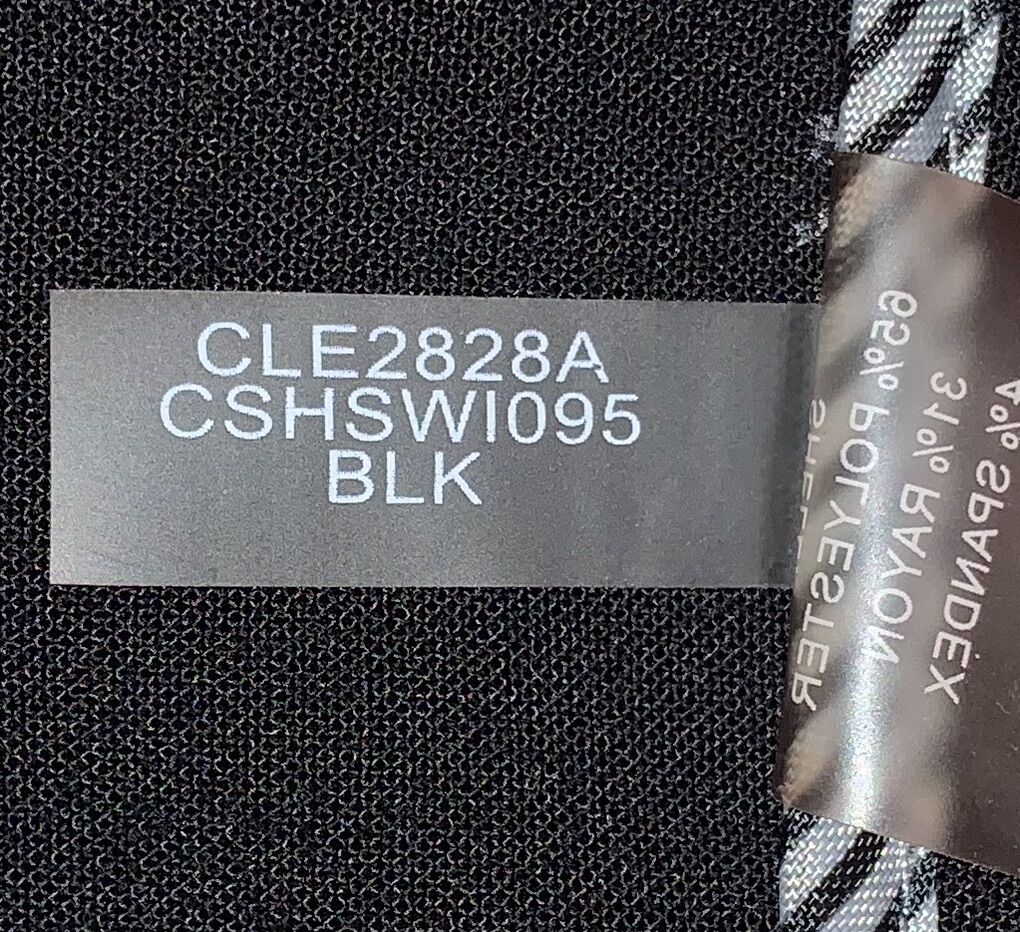 CLE2828A
CSHSWI095
BLK
65% POLYESTER
31% RAYON
4% SPANDEX